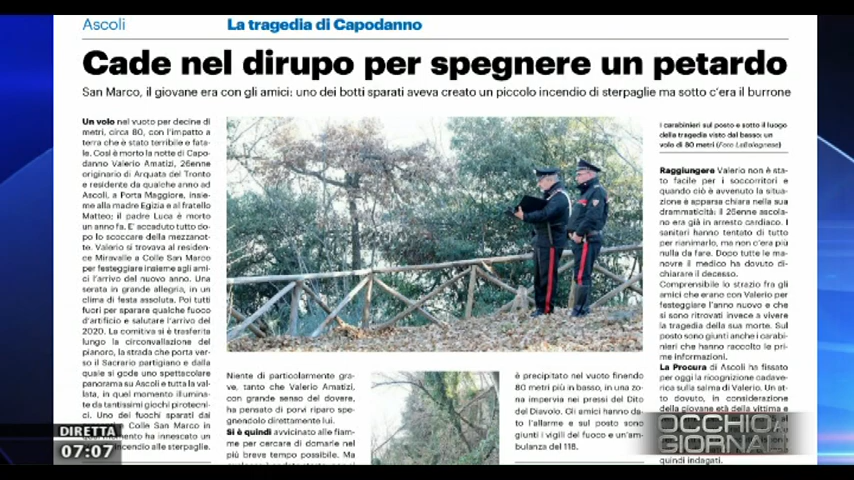 Ascoli
La tragedia di Capodanno
Cade nel dirupo per spegnere un petardo
San Marco, il giovane era con gli amici: uno dei botti sparati aveva creato un piccolo incendio di sterpaglie ma sotto c'era il burrone
Un volo nel vuoto per decine di
metri, circa 80, con l'impatto a
terra che è stato terribile e fata-
le. Così è morto la notte di Capo-
danno Valerio Amatizi, 26enne
originario di Arquata del Tronto
e residente da qualche anno ad
Ascoli, a Porta Maggiore, insie-
me alla madre Egizia e al fratello
Matteo; il padre Luca è morto
un anno fa. E' accaduto tutto do-
po lo scoccare della mezzanot-
te. Valerio si trovava al residen-
ce Miravalle a Colle San Marco
per festeggiare insieme agli ami-
ci l'arrivo del nuovo anno. Una
serata in grande allegria, in un
clima di festa assoluta. Poi tutti
fuori per sparare qualche fuoco
d'artificio e salutare l'arrivo del
2020. La comitiva si è trasferita
lungo la circonvallazione del
pianoro, la strada che porta ver-
so il Sacrario partigiano e dalla
quale si gode uno spettacolare
panorama su Ascoli e tutta la val-
lata, in quel momento illumina-
ta da tantissimi giochi pirotecni-
ci. Uno dei fuochi sparati dai
Colle San Marco in
ha innescato un
incendio alle sterpaglie.
Niente di particolarmente gra-
ve, tanto che Valerio Amatizi,
con grande senso del dovere,
ha pensato di porvi riparo spe-
gnendolo direttamente lui.
Si è quindi avvicinato alle fiam-
me per cercare di domarle nel
più breve tempo possibile. Ma
è precipitato nel vuoto finendo
80 metri più in basso, in una zo-
na impervia nei pressi del Dito
del Diavolo. Gli amici hanno da-
to l'allarme e sul posto sono
giunti i vigili del fuoco e un'am-
bulanza del 118.
I carabinieri sul posto e sotto il luogo
della tragedia visto dal basso: un
volo di 80 metri (Foto LaBolognese)
Raggiungere Valerio non è sta-
to facile per i soccorritori e
quando ciò è avvenuto la situa-
zione è apparsa chiara nella sua
drammaticità: il 26enne ascola-
no era già in arresto cardiaco. I
sanitari hanno tentato di tutto
per rianimarlo, ma non c'era più
nulla da fare. Dopo tutte le ma-
novre il medico ha dovuto di-
chiarare il decesso.
Comprensibile lo strazio fra gli
amici che erano con Valerio per
festeggiare l'anno nuovo e che
si sono ritrovati invece a vivere
la tragedia della sua morte. Sul
posto sono giunti anche i carabi-
nieri che hanno raccolto le pri-
me informazioni.
La Procura di Ascoli ha fissato
per oggi la ricognizione cadave-
rica sulla salma di Valerio. Un at-
to dovuto, in considerazione
della giovane età della vittima e
quindi indagati.
DIRETTA
07:07
OCCHIO AI
GIORNALI